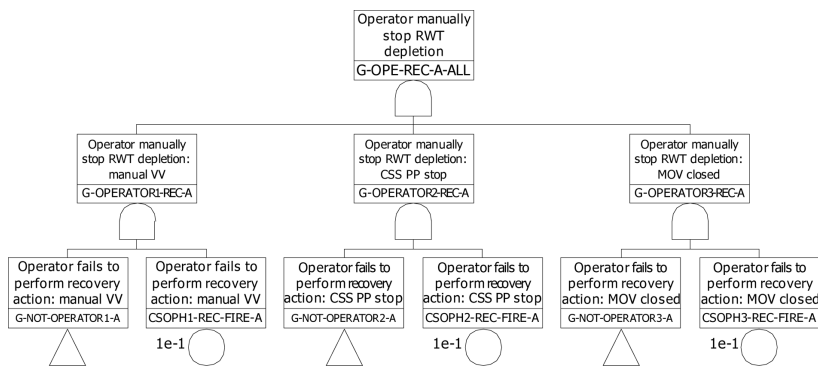 Operator manually
stop RWT
depletion
G-OPE-REC-A-ALL
Operator manually
stop RWT depletion:
manual VV
G-OPERATOR1-REC-A
Operator manually
stop RWT depletion:
CSS PP stop
G-OPERATOR2-REC-A
Operator manually
stop RWT depletion:
MOV closed
G-OPERATOR3-REC-A
Operator fails to
perform recovery
action: manual VV
G-NOT-OPERATOR1-A
Operator fails to
perform recovery
action: manual VV
CSOPH1-REC-FIRE-A
1e-1
Operator fails to
perform recovery
action: CSS PP stop
G-NOT-OPERATOR2-A
Operator fails to
perform recovery
action: CSS PP stop
CSOPH2-REC-FIRE-A
1e-1
Operator fails to
perform recovery
action: MOV closed
G-NOT-OPERATOR3-A
Operator fails to
perform recovery
action: MOV closed
CSOPH3-REC-FIRE-A
1e-1